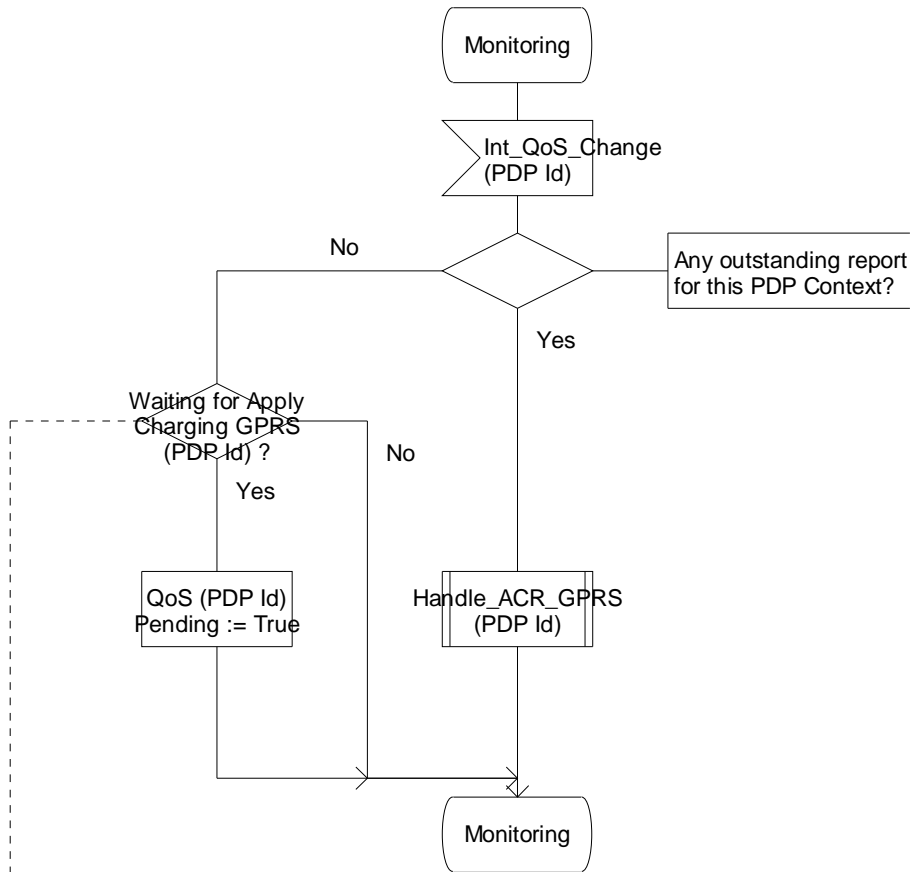 Monitoring
Int_QoS_Change
(PDP Id)
No
Any outstanding report
for this PDP Context?
Yes
Waiting for Apply
Charging GPRS
(PDP Id) ?
No
Yes
QoS (PDP Id)
Pending := True
Handle_ACR_GPRS
(PDP Id)
Monitoring